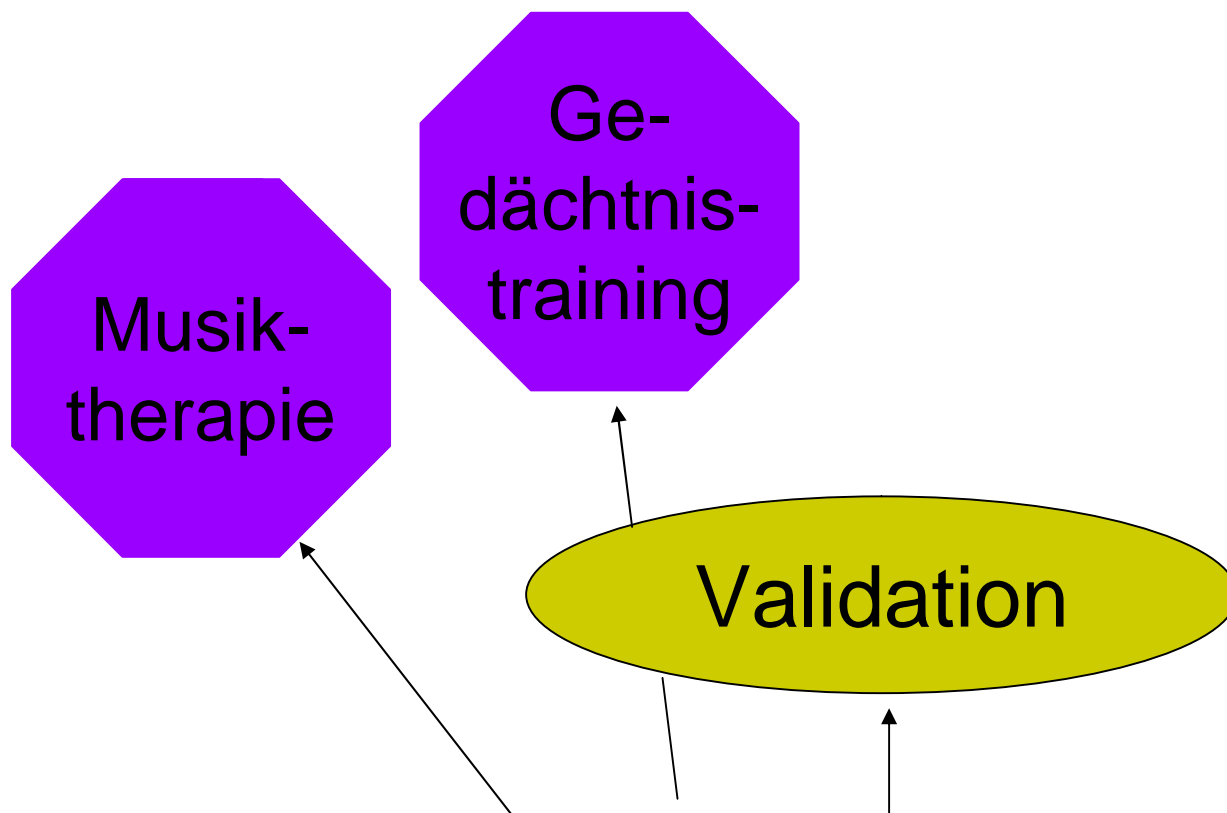 Ge-
dächtnis-
training
Musik-
therapie
Validation